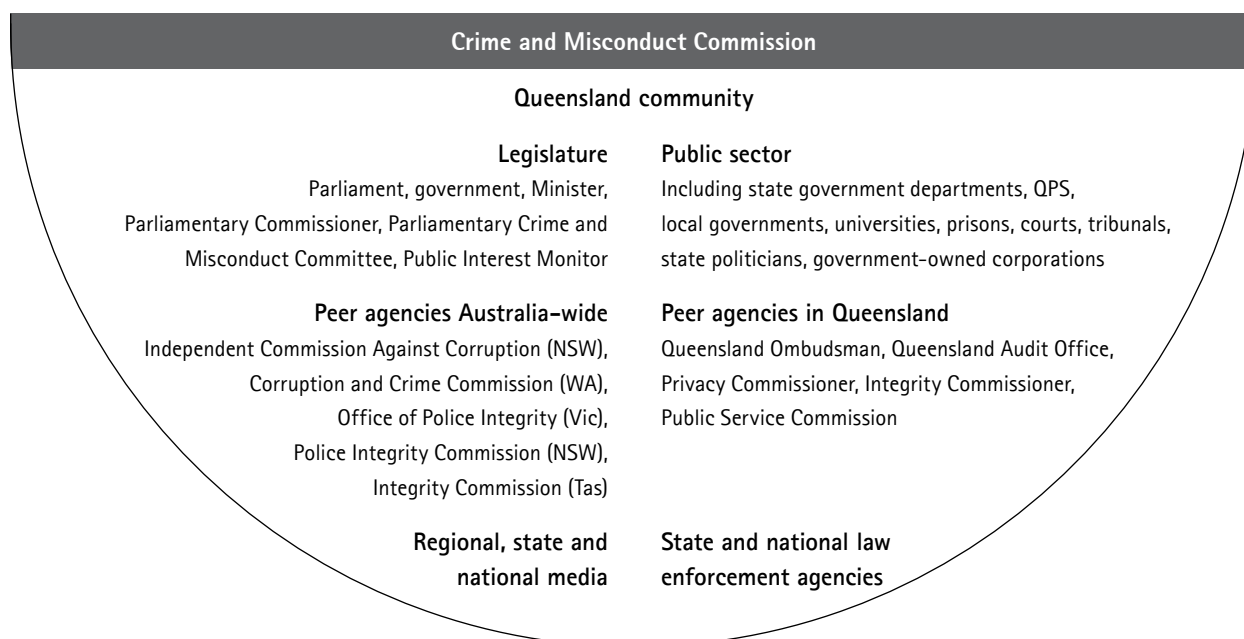 Crime and Misconduct Commission
Queensland community
Legislature
Parliament, government, Minister,
Parliamentary Commissioner, Parliamentary Crime and
Misconduct Committee, Public Interest Monitor
Public sector
Including state government departments, QPS,
local governments, universities, prisons, courts, tribunals,
state politicians, government-owned corporations
Peer agencies Australia-wide
Independent Commission Against Corruption (NSW),
Corruption and Crime Commission (WA),
Office of Police Integrity (Vic),
Police Integrity Commission (NSW),
Integrity Commission (Tas)
Peer agencies in Queensland
Queensland Ombudsman, Queensland Audit Office,
Privacy Commissioner, Integrity Commissioner,
Public Service Commission
Regional, state and
national media
State and national law
enforcement agencies